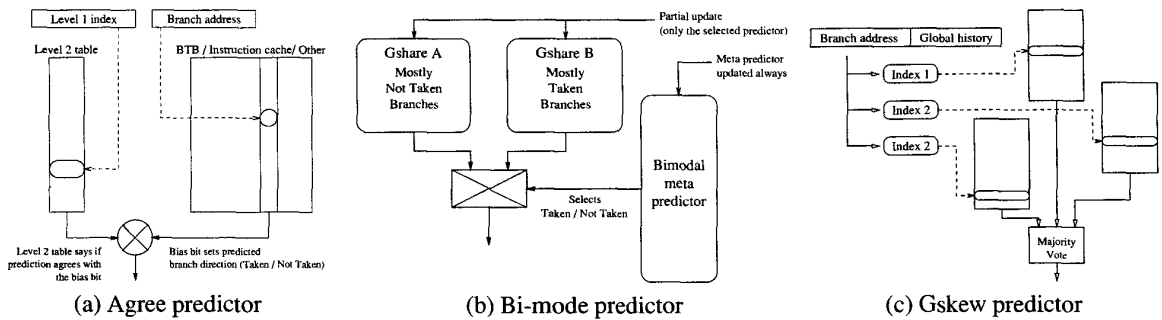 Level 1 index
Branch address
Level 2 table
BTB / Instruction cache/ Other
Level 2 table says if
prediction agrees with
the bias bit
Bias bit sets predicted
branch direction (Taken / Not Taken)
(a) Agree predictor
Partial update
(only the selected predictor)
Gshare A
Mostly
Not Taken
Branches
Gshare B
Mostly
Taken
Branches
Meta predictor
updated always
Bimodal
meta
predictor
Selects
Taken / Not Taken
(b) Bi-mode predictor
Branch address
Global history
Index 1
Index 2
Index 2
Majority
Vote
(c) Gskew predictor